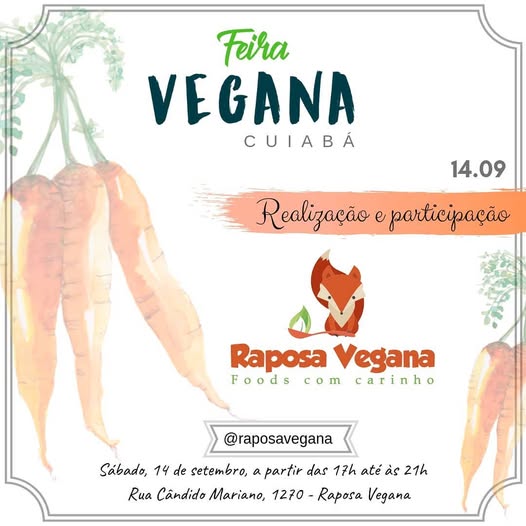 Feira
VEGANA
CUIABÁ
14.09
Realização e participação
Raposa Vegana
Foods com carinho
@raposavegana
Sábado, 14 de setembro, a partir das 17h até às 21h
Rua Cândido Mariano, 1270 - Raposa Vegana